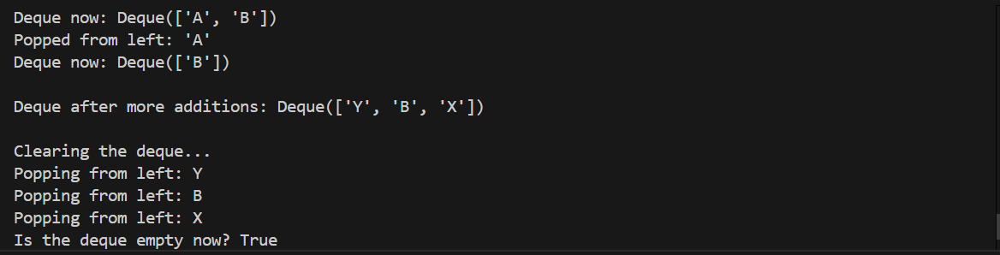 Deque now: Deque(['A', 'B'])
Popped from left: 'A'
Deque now: Deque(['B'])
Deque after more additions: Deque(['Y', 'B', 'X'])
Clearing the deque...
Popping from left: Y
Popping from left: B
Popping from left: X
Is the deque empty now? True